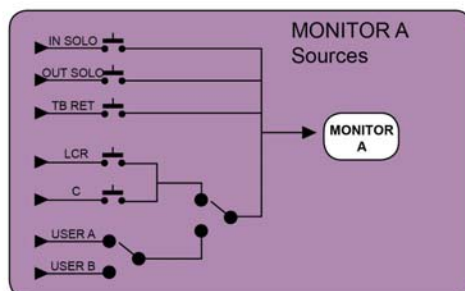 MONITOR A
Sources
IN SOLO
OUT SOLO
TB RET
MONITOR
A
LCR
C
USER A
USER B